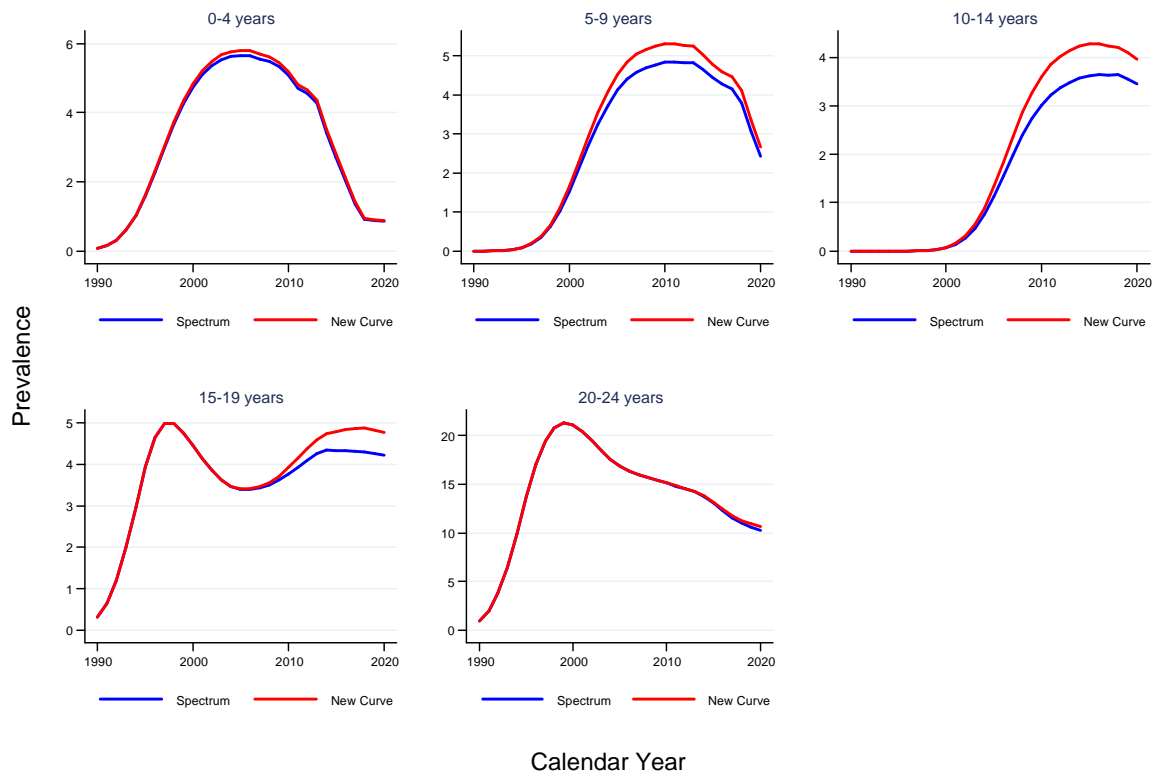 0-4 years
6
4
2
0
1990 2000 2010 2020
Spectrum New Curve
5-9 years
5
4
3
2
1
0
1990 2000 2010 2020
Spectrum New Curve
10-14 years
4
3
2
1
0
1990 2000 2010 2020
Spectrum New Curve
Prevalence
15-19 years
5
4
3
2
1
0
1990 2000 2010 2020
Spectrum New Curve
20-24 years
20
15
10
5
0
1990 2000 2010 2020
Spectrum New Curve
Calendar Year